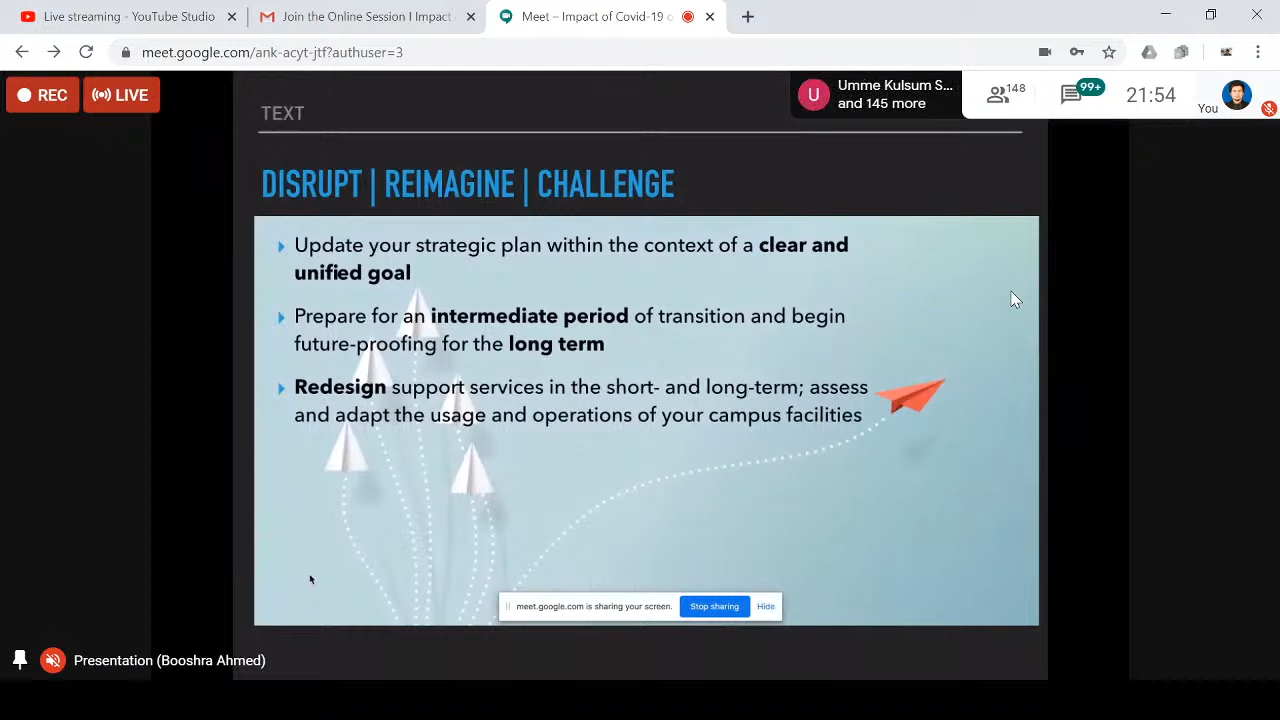 Live streaming - YouTube Studio
Join the Online Session I Impact
Meet – Impact of Covid-19 o
meet.google.com/ank-acyt-jtf?authuser=3
REC
LIVE
U
Umme Kulsum S...
and 145 more
148
99+
21:54
You
TEXT
DISRUPT | REIMAGINE | CHALLENGE
Update your strategic plan within the context of a clear and
unified goal
Prepare for an intermediate period of transition and begin
future-proofing for the long term
Redesign support services in the short- and long-term; assess
and adapt the usage and operations of your campus facilities
meet.google.com is sharing your screen.
Stop sharing
Hide
Presentation (Booshra Ahmed)